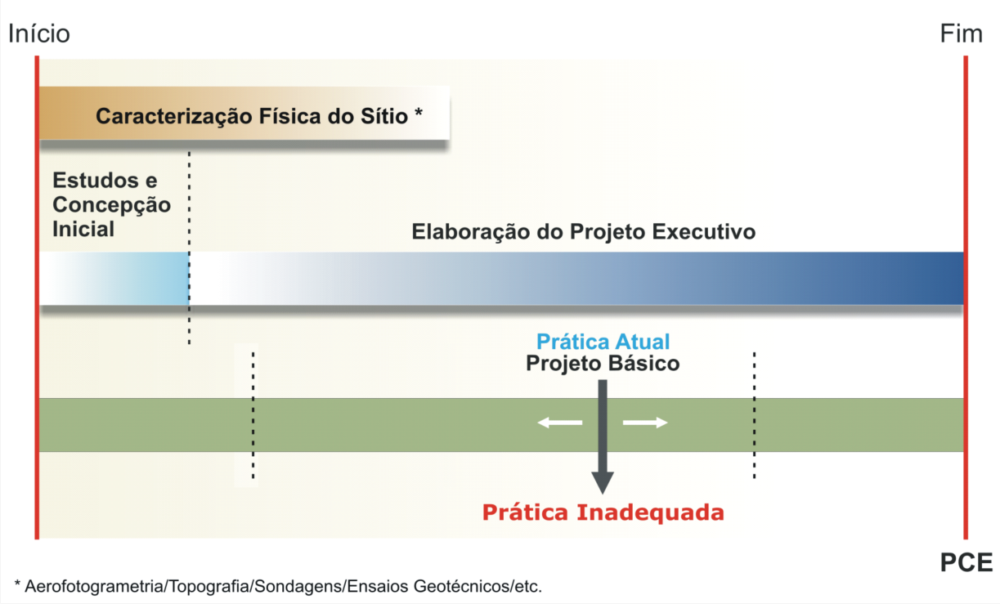 Início
Fim
Caracterização Física do Sítio *
Estudos e
Concepção
Inicial
Elaboração do Projeto Executivo
Prática Atual
Projeto Básico
Prática Inadequada
PCE
* Aerofotogrametria/Topografia/Sondagens/Ensaios Geotécnicos/etc.